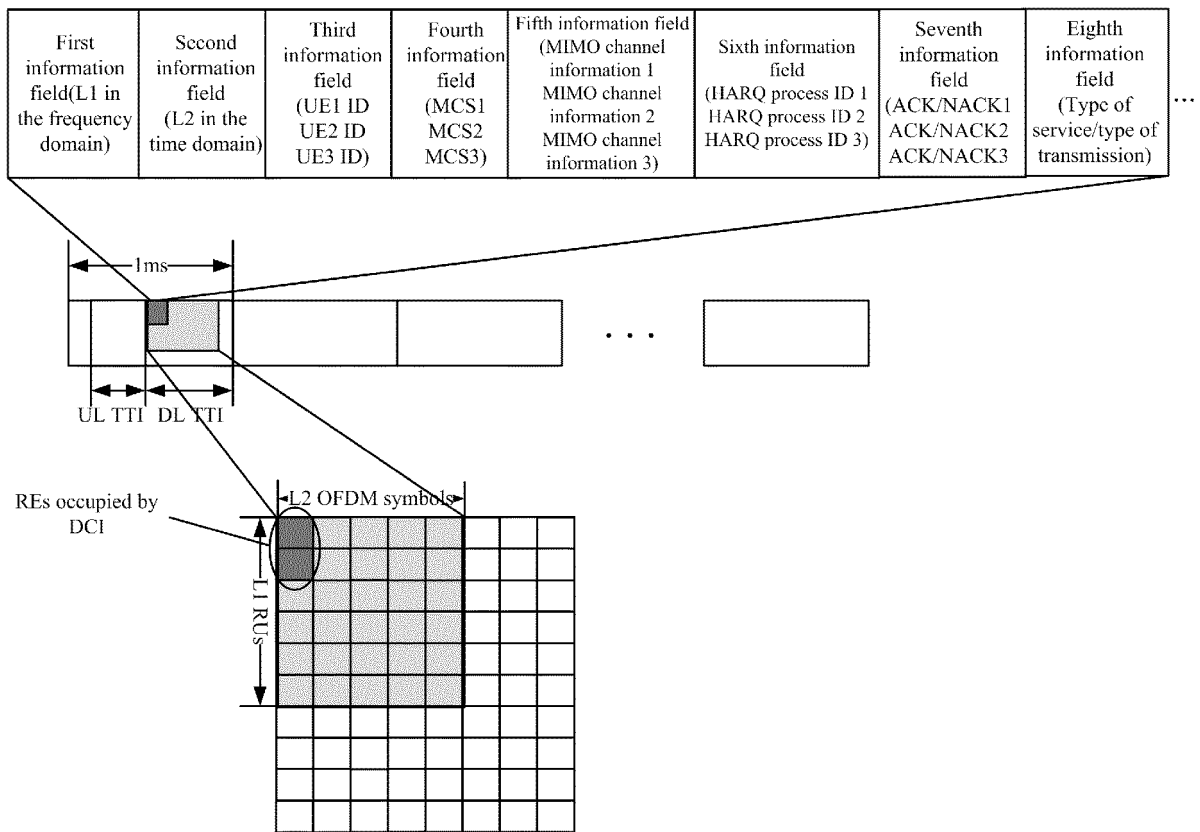 First
information
field(L1 in
the frequency
domain)
Second
information
field
(L2 in the
time domain)
Third
information
field
(UE1 ID
UE2 ID
UE3 ID)
Fourth
information
field
(MCS1
MCS2
MCS3)
Fifth information field
(MIMO channel
information 1
MIMO channel
information 2
MIMO channel
information 3)
Sixth information
field
(HARQ process ID 1
HARQ process ID 2
HARQ process ID 3)
Seventh
information
field
(ACK/NACK1
ACK/NACK2
ACK/NACK3
Eighth
information
field
(Type of
service/type of
transmission)
...
1ms
. . .
UL TTI
DL TTI
REs occupied by
DCI
L2 OFDM symbols
L1 RUs